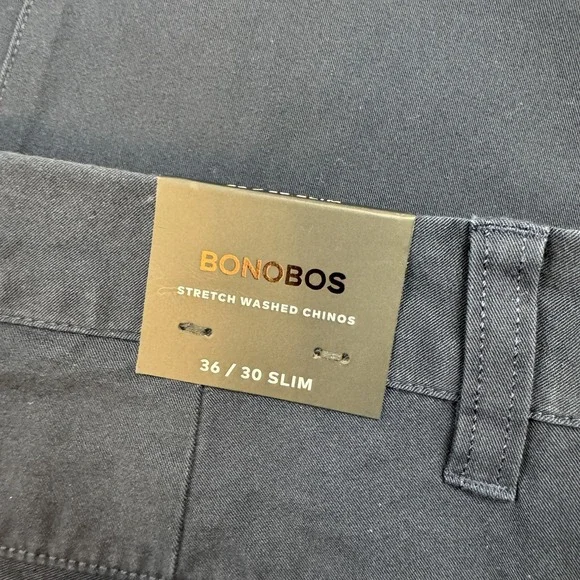 BONOBOS
STRETCH WASHED CHINOS
36 / 30 SLIM